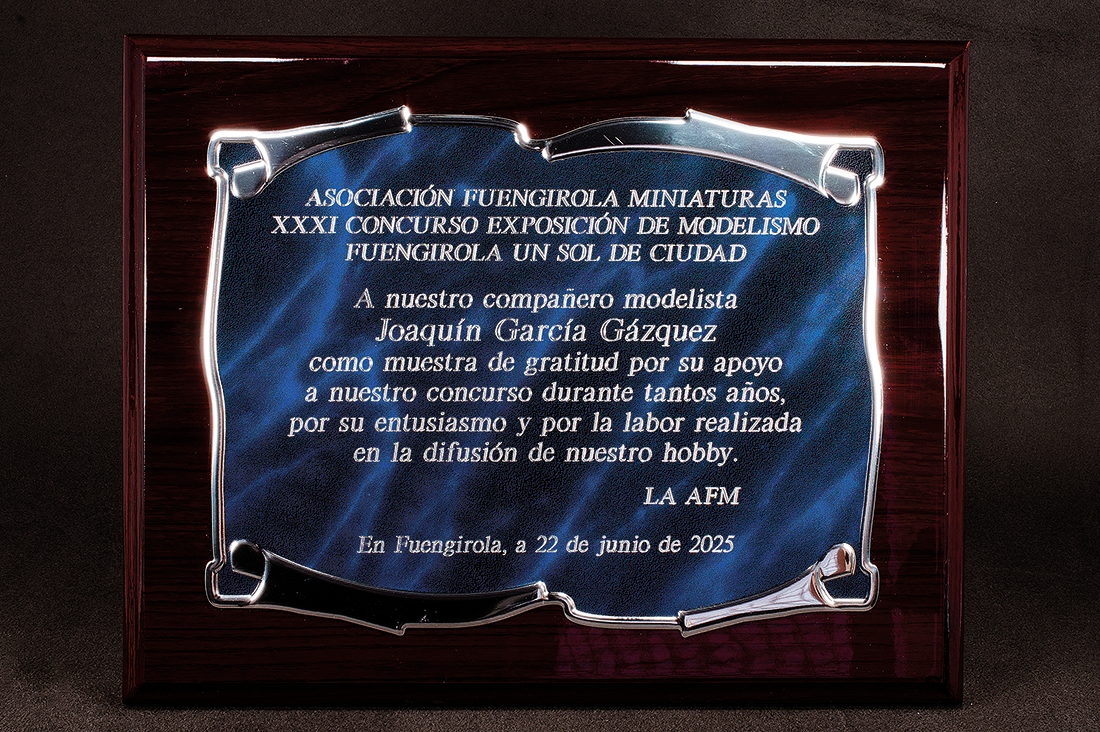 ASOCIACIÓN FUENGIROLA MINIATURAS
XXXI CONCURSO EXPOSICIÓN DE MODELISMO
FUENGIROLA UN SOL DE CIUDAD
A nuestro compañero modelista
Joaquín García Gázquez
como muestra de gratitud por su apoyo
a nuestro concurso durante tantos años,
por su entusiasmo y por la labor realizada
en la difusión de nuestro hobby.
LA AFM
En Fuengirola, a 22 de junio de 2025